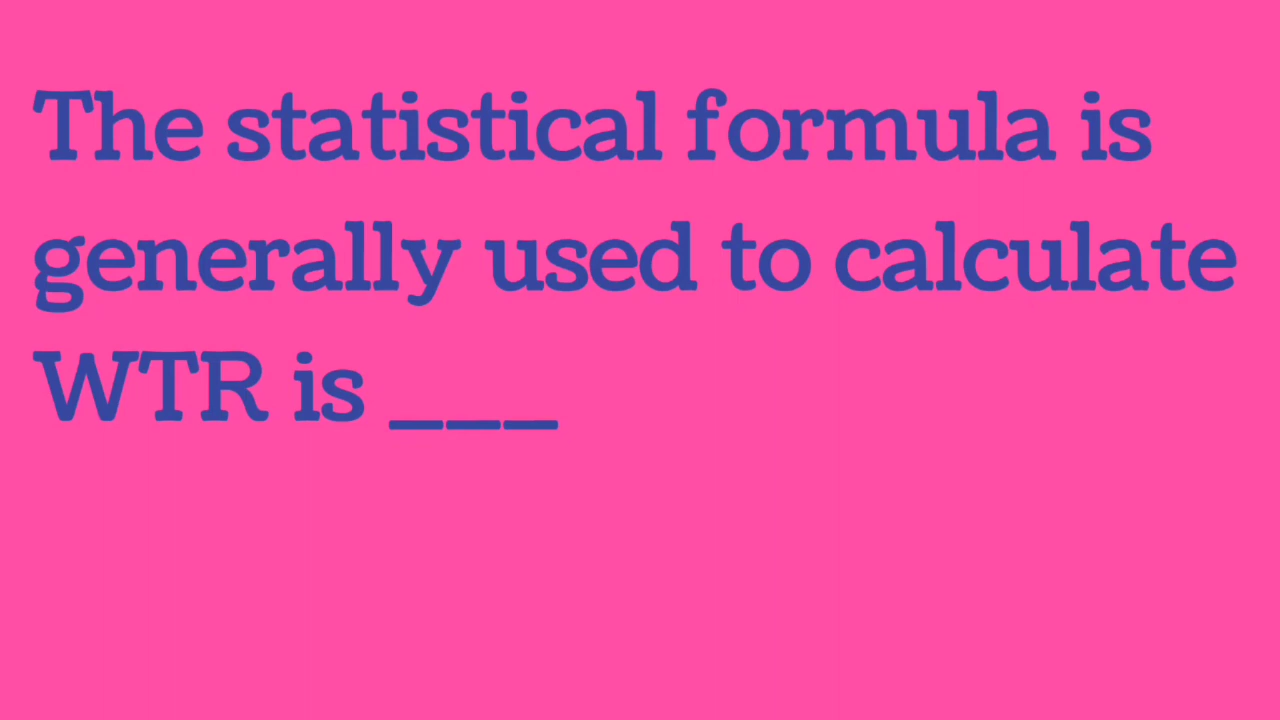 The statistical formula is
generally used to calculate
WTR is ___